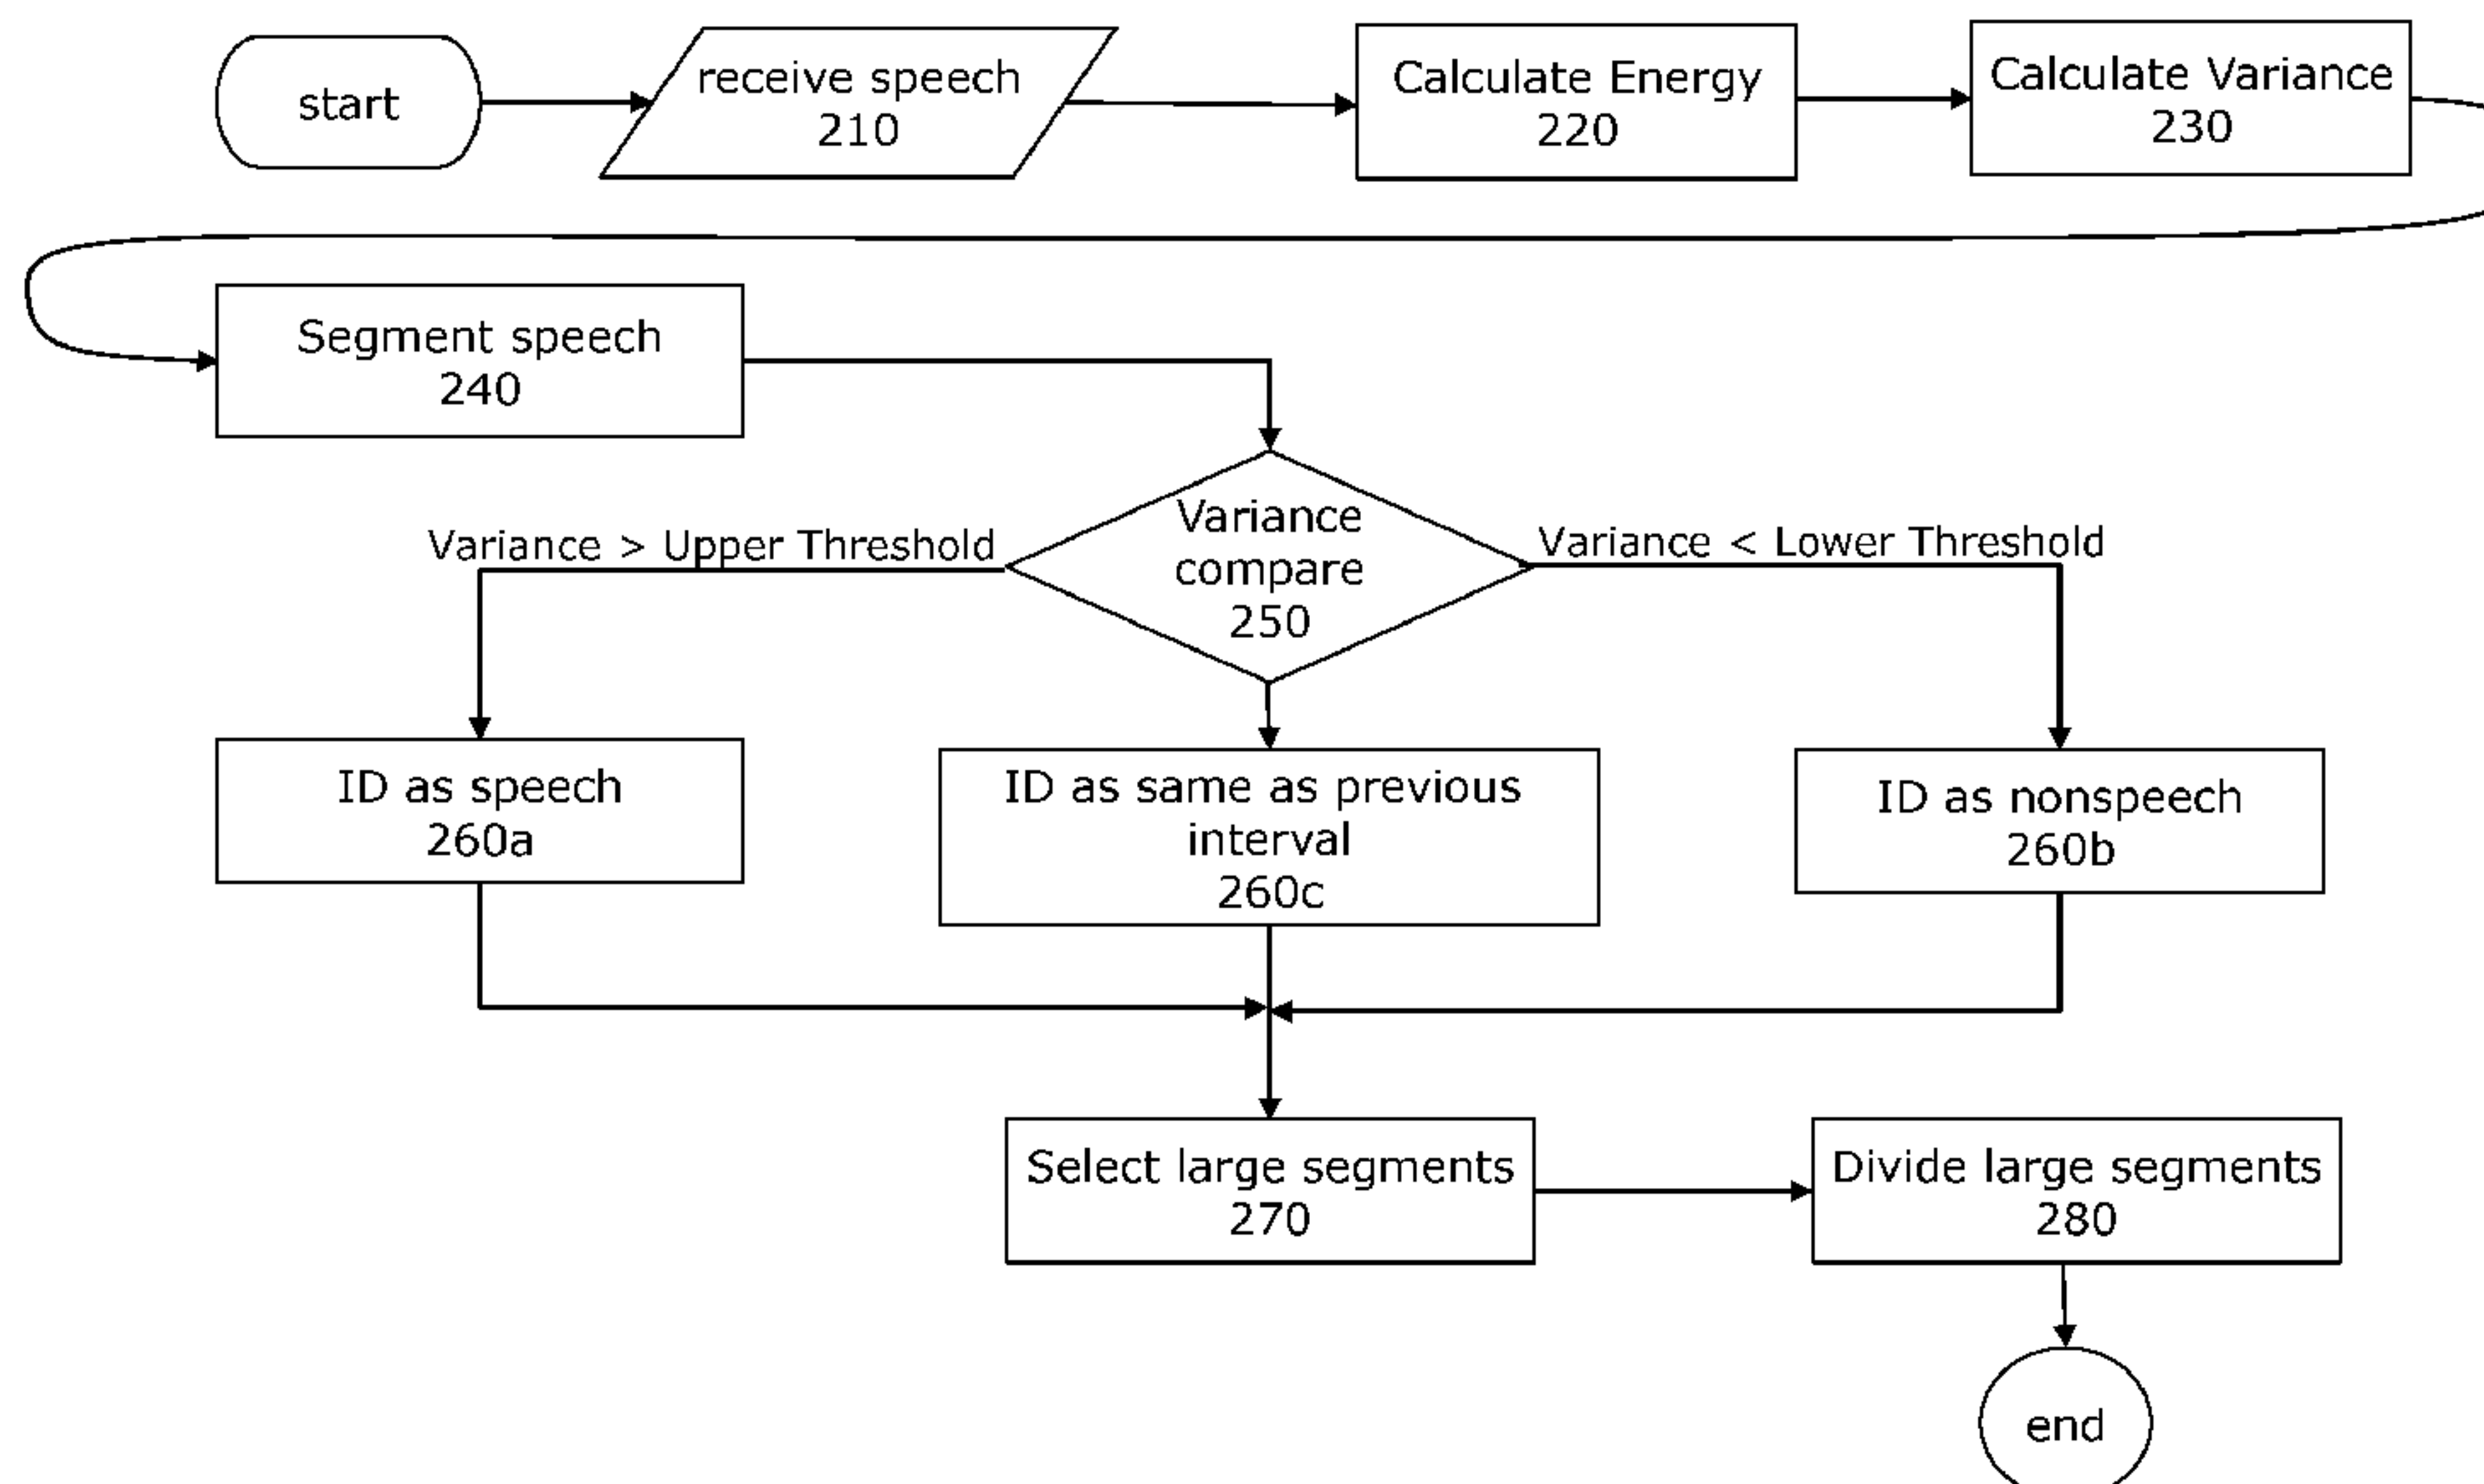 start
receive speech
210
Calculate Energy
220
Calculate Variance
230
Segment speech
240
Variance > Upper Threshold
Variance
compare
250
Variance < Lower Threshold
ID as speech
260a
ID as same as previous
interval
260c
ID as nonspeech
260b
Select large segments
270
Divide large segments
280
end